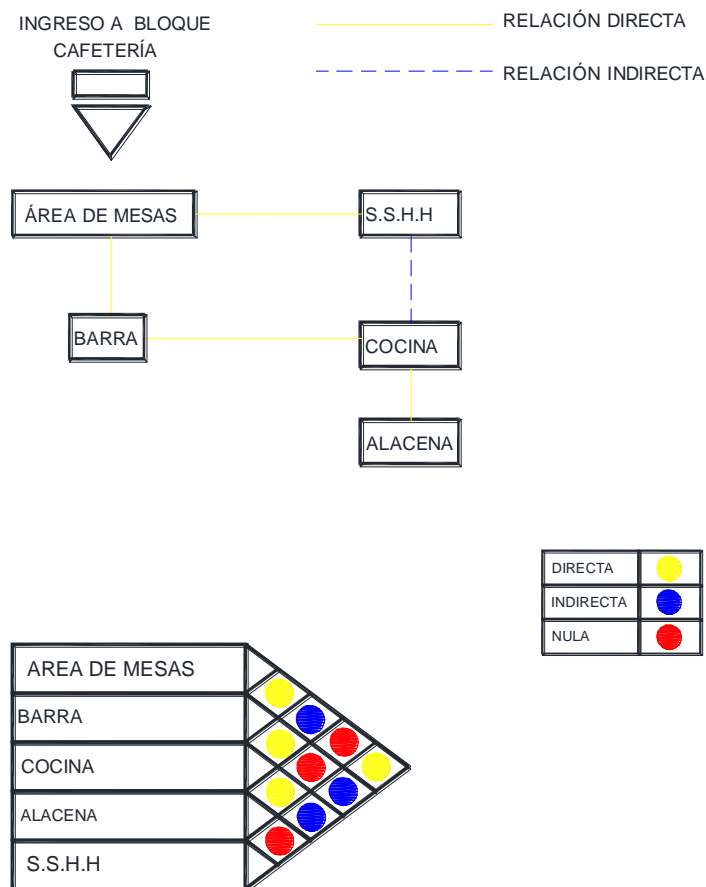 INGRESO A BLOQUE
CAFETERÍA
RELACIÓN DIRECTA
RELACIÓN INDIRECTA
ÁREA DE MESAS
S.S.H.H
BARRA
COCINA
ALACENA
DIRECTA
INDIRECTA
NULA
AREA DE MESAS
BARRA
COCINA
ALACENA
S.S.H.H